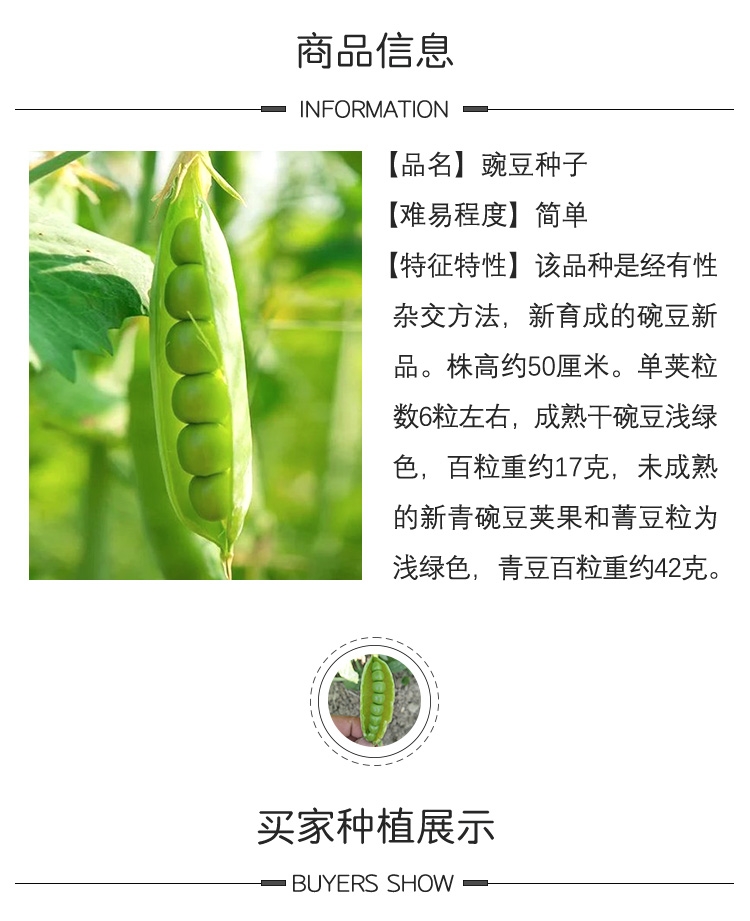 商品信息
INFORMATION
【品名】豌豆种子
【难易程度】简单
【特征特性】该品种是经有性
杂交方法，新育成的碗豆新
品。株高约50厘米。单荚粒
数6粒左右，成熟干碗豆浅绿
色，百粒重约17克，未成熟
的新青碗豆荚果和菁豆粒为
浅绿色，青豆百粒重约42克。
买家种植展示
BUYERS SHOW